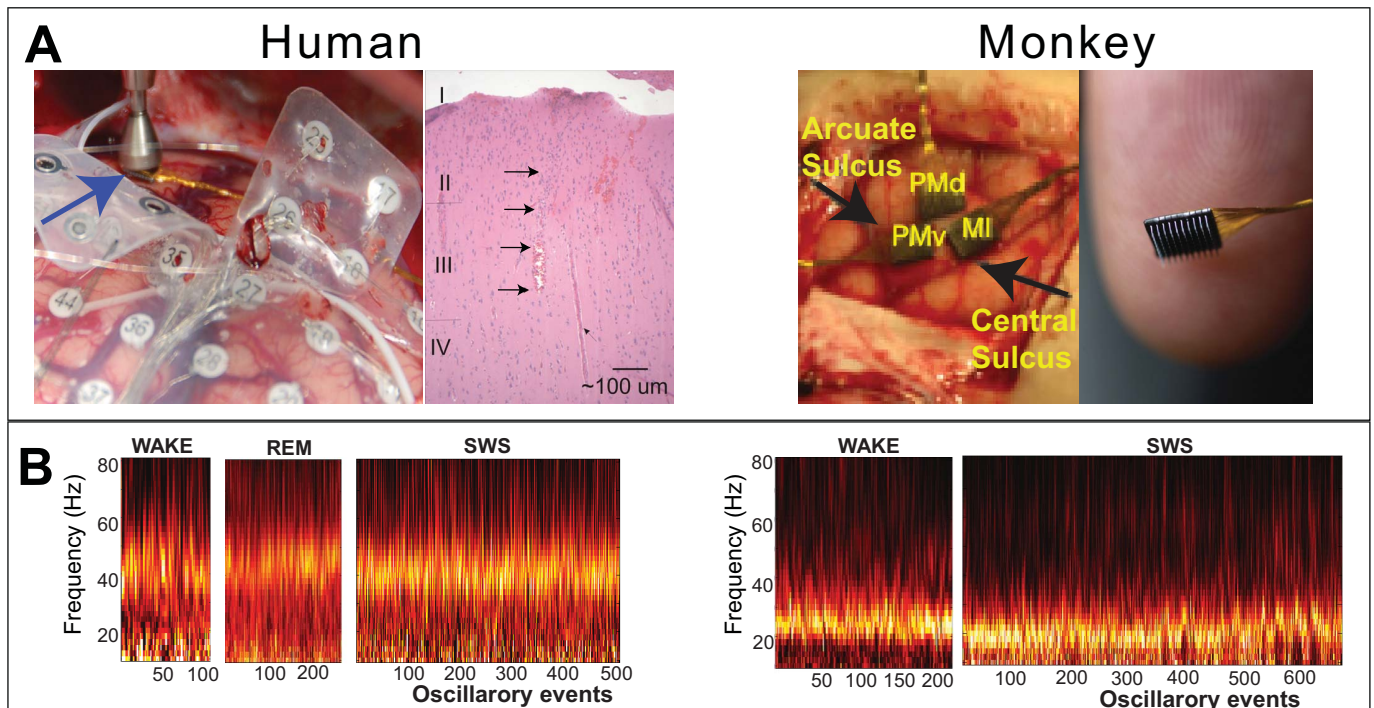 A
Human
Monkey
25
17
26
35
27
44
36
28
37
I
II
III
IV
~100 um
Arcuate
Sulcus
PMd
PMv
MI
Central
Sulcus
B
WAKE
REM
SWS
Frequency (Hz)
80
60
40
20
50
100
100
200
100
200
300
400
500
Oscillarory events
WAKE
SWS
Frequency (Hz)
80
60
40
20
50
100
150
200
100
200
300
400
500
600
Oscillarory events